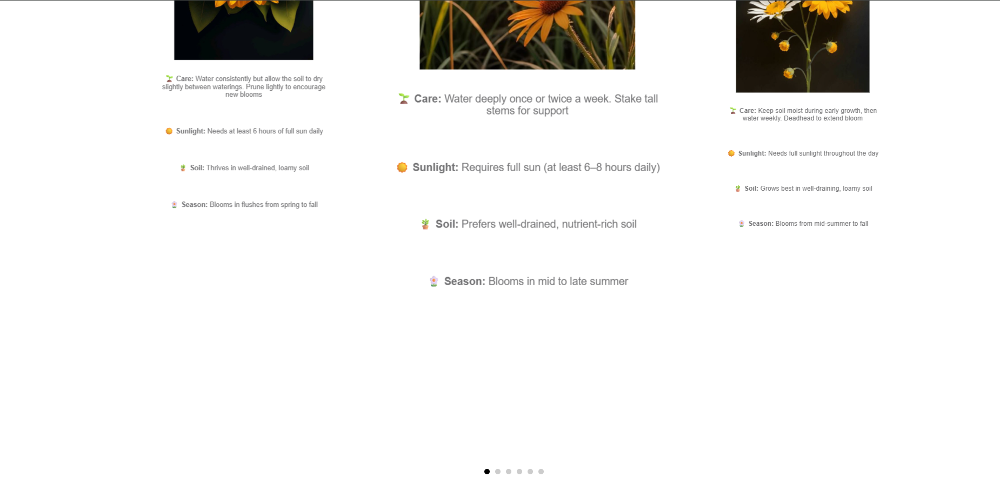 Care: Water consistently but allow the soil to dry
slightly between waterings. Prune lightly to encourage
new blooms
Sunlight: Needs at least 6 hours of full sun daily
Soil: Thrives in well-drained, loamy soil
Season: Blooms in flushes from spring to fall
Care: Water deeply once or twice a week. Stake tall
stems for support
Sunlight: Requires full sun (at least 6–8 hours daily)
Soil: Prefers well-drained, nutrient-rich soil
Season: Blooms in mid to late summer
Care: Keep soil moist during early growth, then
water weekly. Deadhead to extend bloom
Sunlight: Needs full sunlight throughout the day
Soil: Grows best in well-draining, loamy soil
Season: Blooms from mid-summer to fall